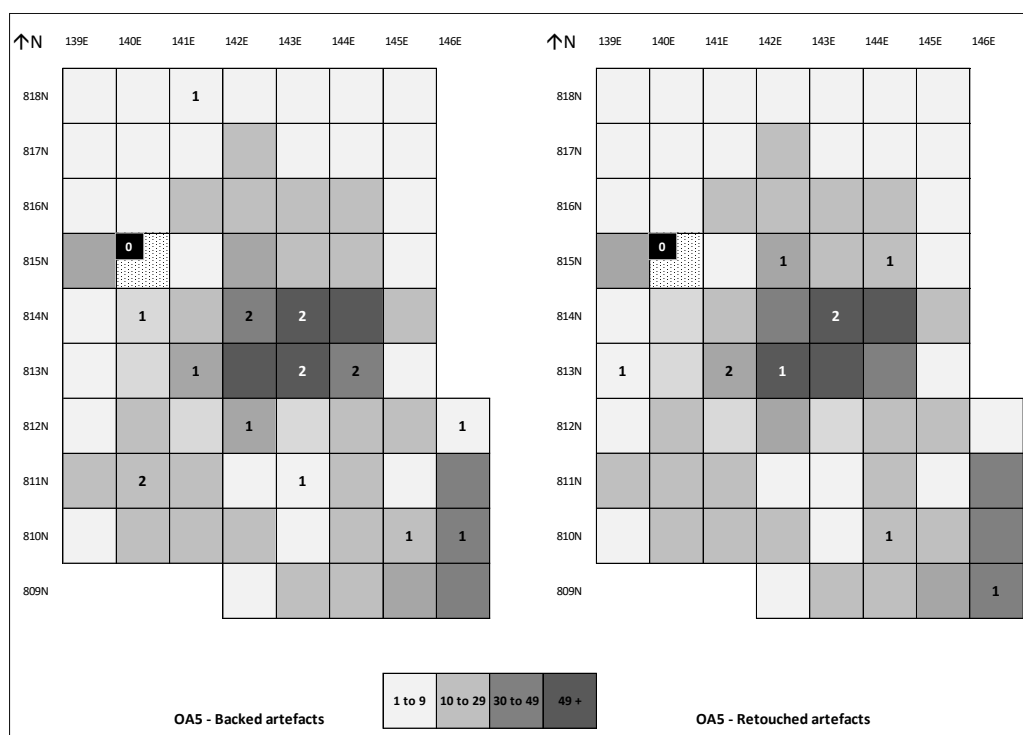 ↑N 139E 140E 141E 142E 143E 144E 145E 146E ↑N 139E 140E 141E 142E 143E 144E 145E 146E
818N 1 818N
817N 817N
816N 816N
815N 0 815N 0 1 1
814N 1 2 2 814N 2
813N 1 2 2 813N 1 2 1
812N 1 1 812N
811N 2 1 811N
810N 1 1 810N 1
809N 809N 1
1 to 9 10 to 29 30 to 49 49 +
OA5 - Backed artefacts OA5 - Retouched artefacts